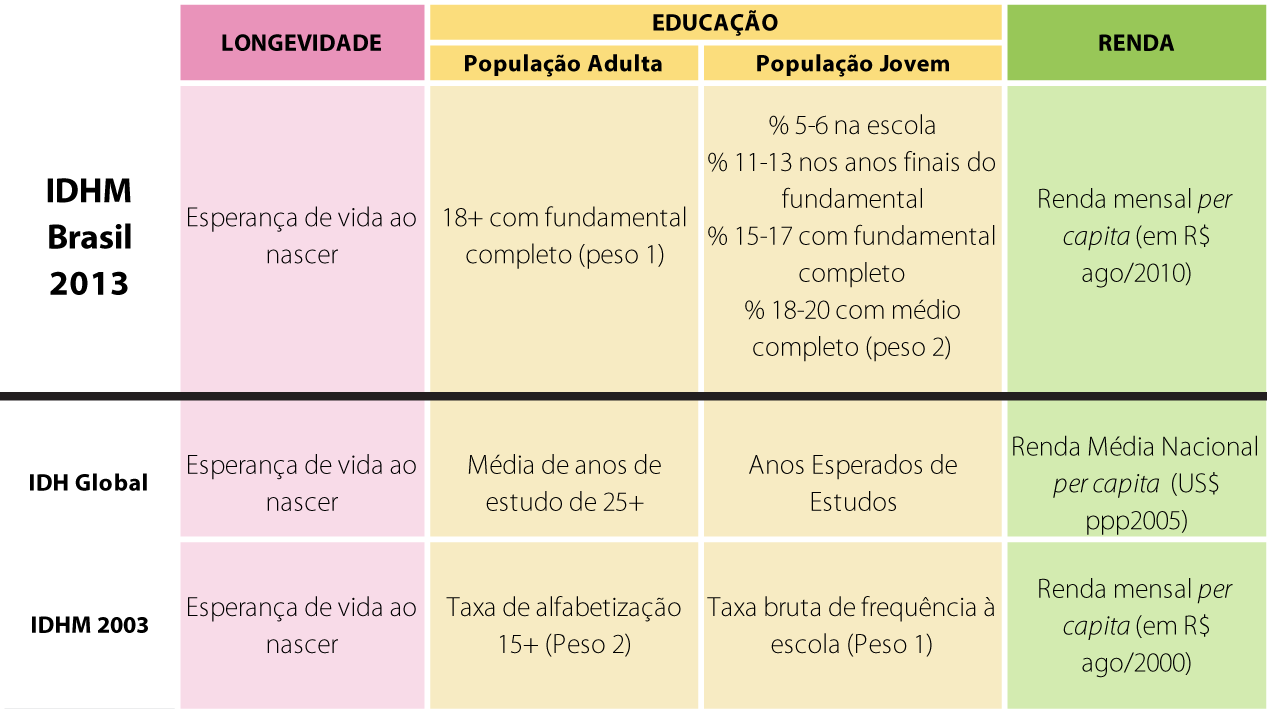 LONGEVIDADE
EDUCAÇÃO
RENDA
População Adulta
População Jovem
IDHM
Brasil
2013
Esperança de vida ao
nascer
18+ com fundamental
completo (peso 1)
% 5-6 na escola
% 11-13 nos anos finais do
fundamental
% 15-17 com fundamental
completo
% 18-20 com médio
completo (peso 2)
Renda mensal per
capita (em R$
ago/2010)
IDH Global
Esperança de vida ao
nascer
Média de anos de
estudo de 25+
Anos Esperados de
Estudos
Renda Média Nacional
per capita (US$
ppp2005)
IDHM 2003
Esperança de vida ao
nascer
Taxa de alfabetização
15+ (Peso 2)
Taxa bruta de frequência à
escola (Peso 1)
Renda mensal per
capita (em R$
ago/2000)